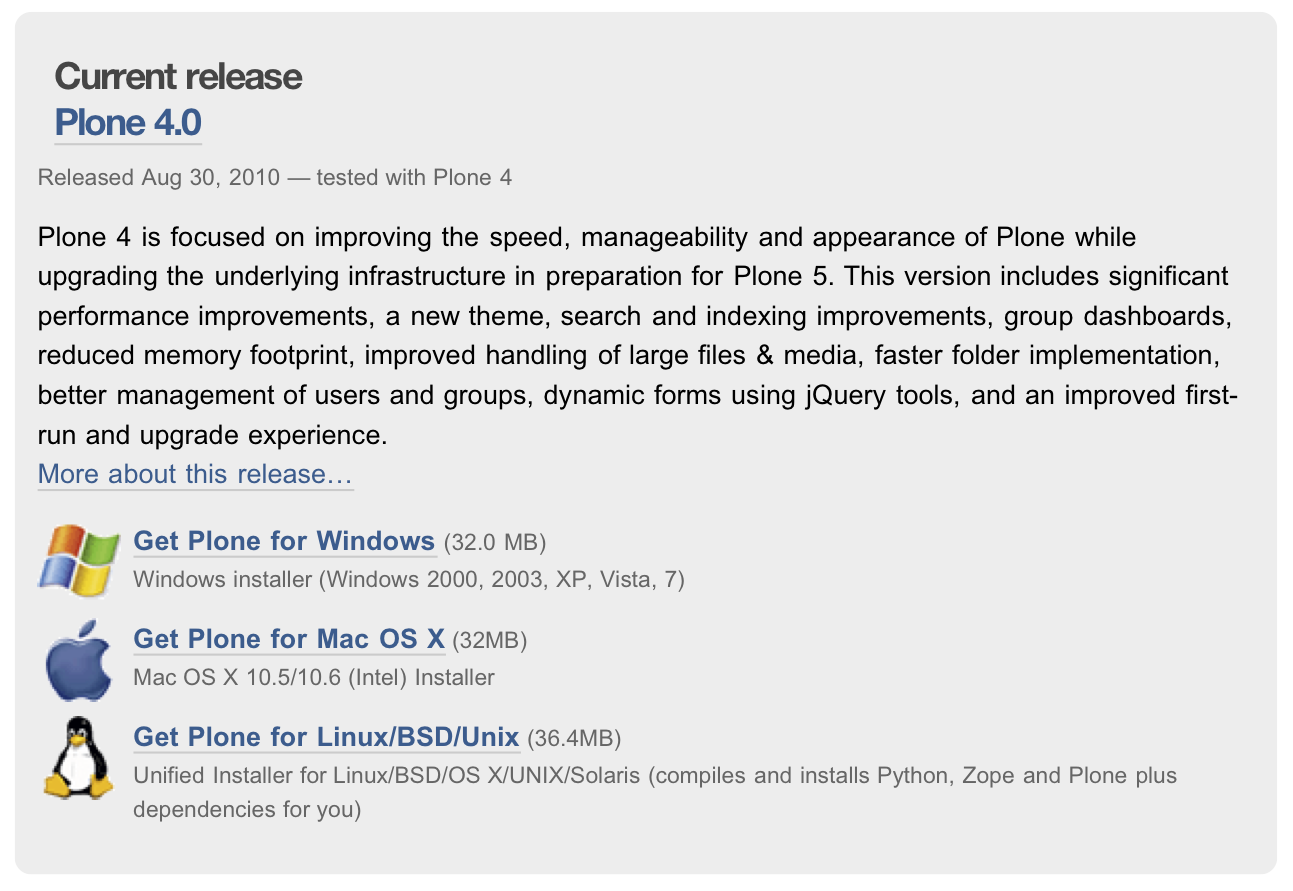 Current release
Plone 4.0
Released Aug 30, 2010 — tested with Plone 4
Plone 4 is focused on improving the speed, manageability and appearance of Plone while
upgrading the underlying infrastructure in preparation for Plone 5. This version includes significant
performance improvements, a new theme, search and indexing improvements, group dashboards,
reduced memory footprint, improved handling of large files & media, faster folder implementation,
better management of users and groups, dynamic forms using jQuery tools, and an improved first-
run and upgrade experience.
More about this release…
Get Plone for Windows (32.0 MB)
Windows installer (Windows 2000, 2003, XP, Vista, 7)
Get Plone for Mac OS X (32MB)
Mac OS X 10.5/10.6 (Intel) Installer
Get Plone for Linux/BSD/Unix (36.4MB)
Unified Installer for Linux/BSD/OS X/UNIX/Solaris (compiles and installs Python, Zope and Plone plus
dependencies for you)